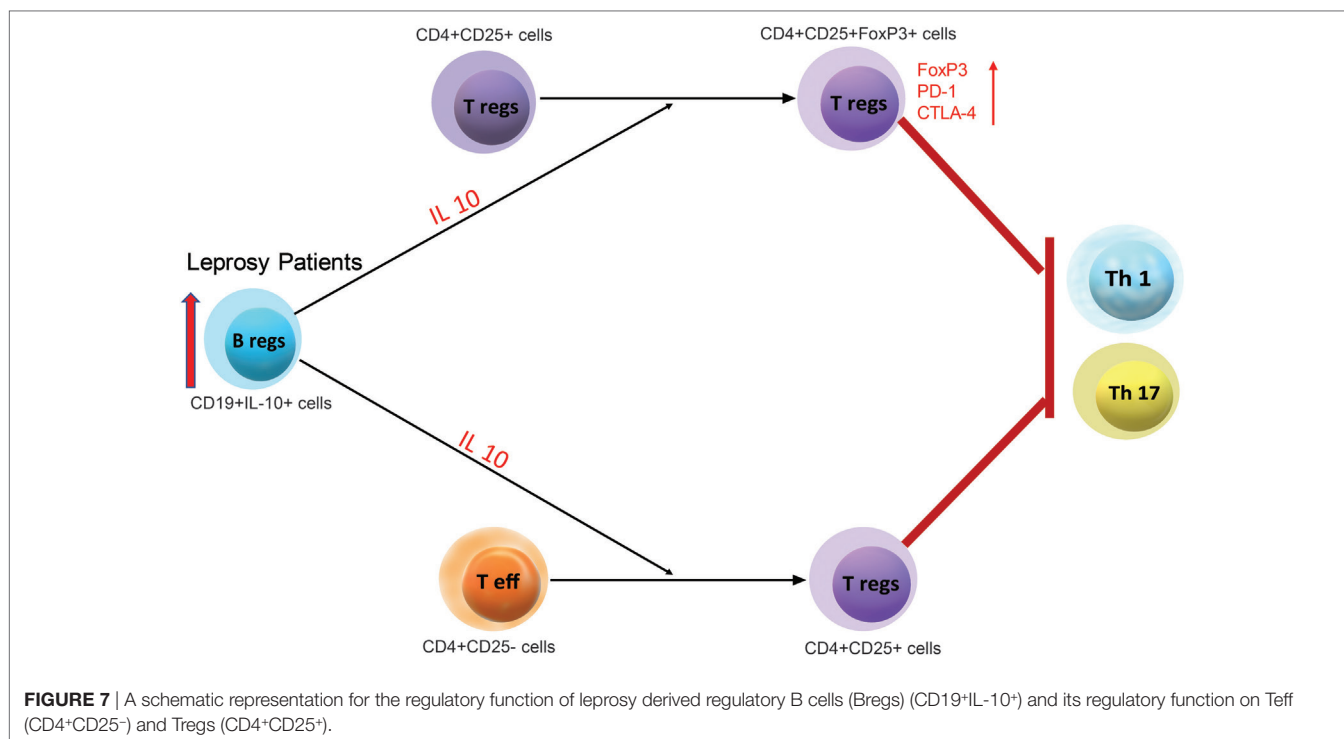 CD4+CD25+ cells
CD4+CD25+FoxP3+ cells
T regs
T regs
FoxP3
PD-1
CTLA-4
IL 10
Leprosy Patients
B regs
CD19+IL-10+ cells
Th 1
Th 17
IL 10
T eff
T regs
CD4+CD25- cells
CD4+CD25+ cells
FIGURE 7 | A schematic representation for the regulatory function of leprosy derived regulatory B cells (Bregs) (CD19⁺IL-10⁺) and its regulatory function on Teff
(CD4⁺CD25⁻) and Tregs (CD4⁺CD25⁺).